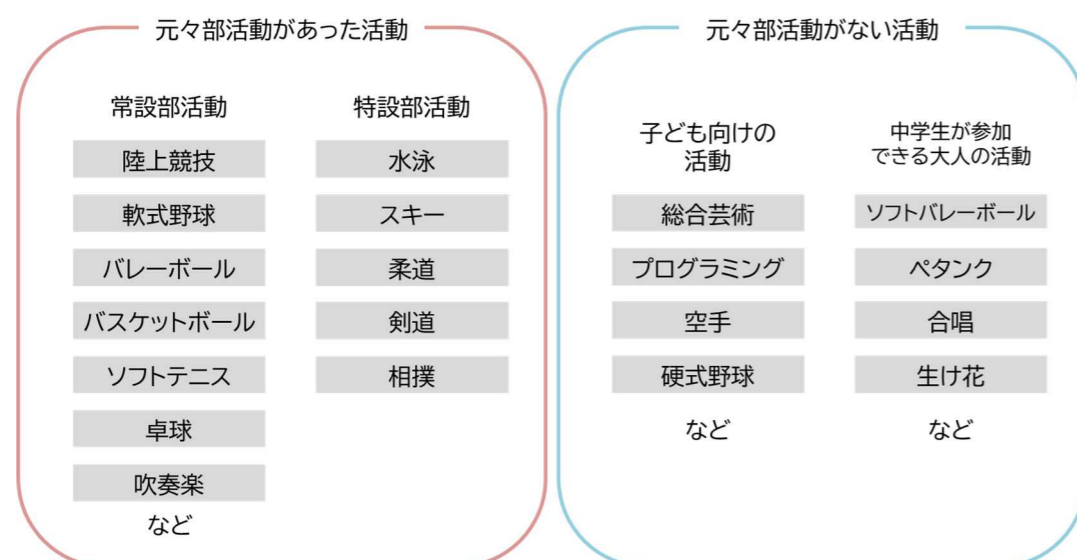 元々部活動があった活動
常設部活動
陸上競技
軟式野球
バレーボール
バスケットボール
ソフトテニス
卓球
吹奏楽
など
特設部活動
水泳
スキー
柔道
剣道
相撲
元々部活動がない活動
子ども向けの
活動
総合芸術
プログラミング
空手
硬式野球
など
中学生が参加
できる大人の活動
ソフトバレーボール
ペタンク
合唱
生け花
など